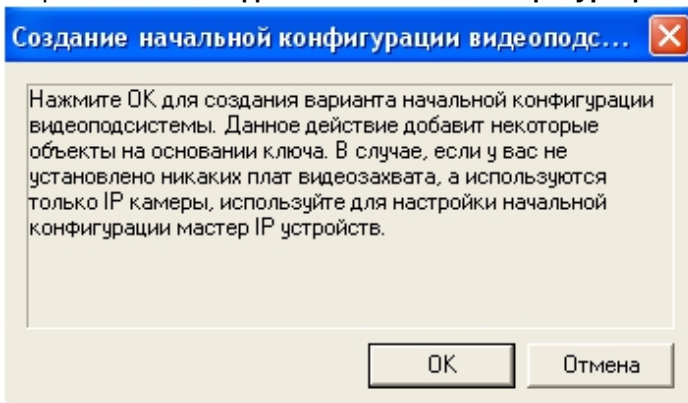 Создание начальной конфигурации видеоподс...
Нажмите ОК для создания варианта начальной конфигурации
видеоподсистемы. Данное действие добавит некоторые
объекты на основании ключа. В случае, если у вас не
установлено никаких плат видеозахвата, а используются
только IP камеры, используйте для настройки начальной
конфигурации мастер IP устройств.
ОК
Отмена